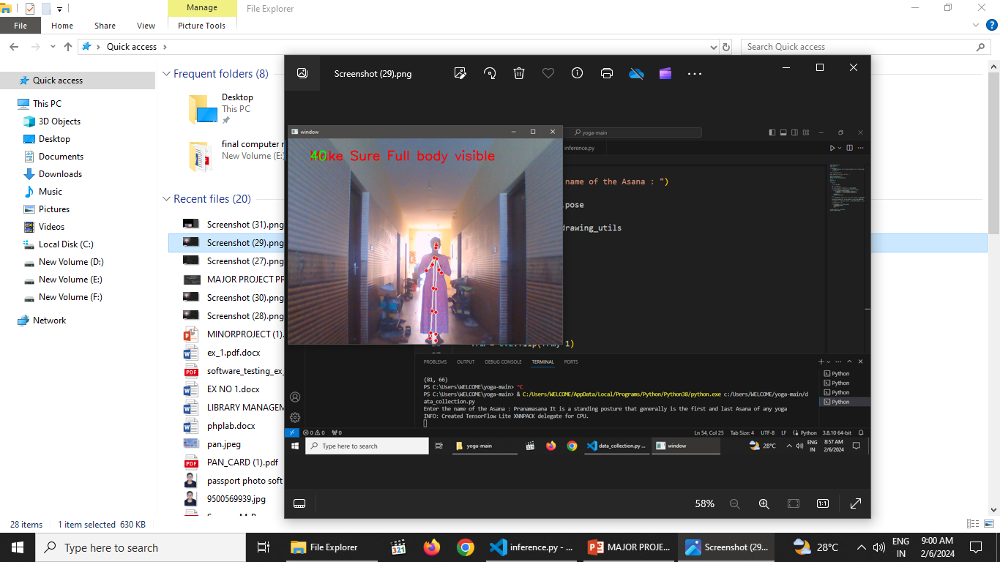 Manage
File Explorer
File
Home
Share
View
Picture Tools
Quick access
Search Quick access
Quick access
This PC
3D Objects
Desktop
Documents
Downloads
Music
Pictures
Videos
Local Disk (C:)
New Volume (D:)
New Volume (E:)
New Volume (F:)
Network
Frequent folders (8)
Desktop
This PC
final computer
New Volume (E:)
Recent files (20)
Screenshot (31).png
Screenshot (29).png
Screenshot (27).png
MAJOR PROJECT PP
Screenshot (30).png
Screenshot (28).png
MINORPROJECT (1).
ex_1.pdf.docx
software_testing_ex_
EX NO 1.docx
LIBRARY MANAGEM
phplab.docx
pan.jpeg
PAN_CARD (1).pdf
passport photo soft
9500569939.jpg
28 items
1 item selected 630 KB
Screenshot (29).png
window
40
Make Sure Full body visible
yoga-main
inference.py
name of the Asana : ")
.pose
drawing_utils
frm = cv2.flip(frm, 1)
PROBLEMS
OUTPUT
DEBUG CONSOLE
TERMINAL
PORTS
(81, 66)
PS C:\Users\WELCOME\yoga-main> ^C
PS C:\Users\WELCOME\yoga-main> & C:/Users/WELCOME/AppData/Local/Programs/Python/Python38/python.exe c:/Users/WELCOME/yoga-main/d
ata_collection.py
Enter the name of the Asana : Pranamasana It is a standing posture that generally is the first and last Asana of any yoga
INFO: Created TensorFlow Lite XNNPACK delegate for CPU.
Python
Python
Python
Python
0 0 0
Ln 54, Col 25
Tab Size: 4
UTF-8
LF
Python
3.8.10 64-bit
Type here to search
yoga-main
data_collection.py ...
window
28°C
ENG
IN
8:57 AM
2/6/2024
58%
1:1
Type here to search
File Explorer
321
inference.py - ...
MAJOR PROJE...
Screenshot (29...
28°C
ENG
IN
9:00 AM
2/6/2024